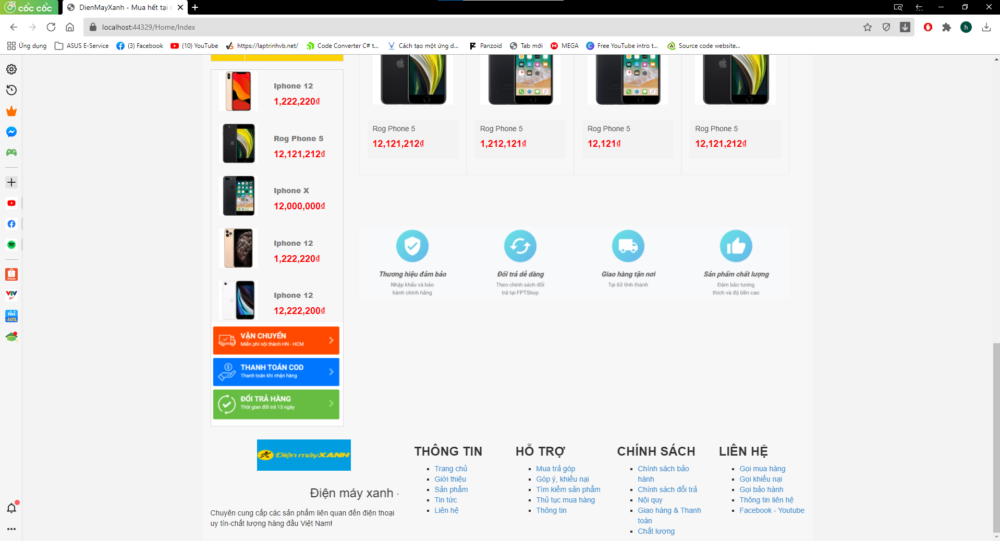 cốc cốc
DienMayXanh - Mua hết tại
localhost:44329/Home/Index
h
Ứng dụng
ASUS E-Service
(3) Facebook
(10) YouTube
https://laptrinhvb.net/
Code Converter C# t...
Cách tạo một ứng d...
Panzoid
Tab mới
MEGA
Free YouTube intro t...
Source code website...
Iphone 12
1,222,220₫
Rog Phone 5
12,121,212₫
Iphone X
12,000,000₫
Iphone 12
1,222,220₫
Iphone 12
12,222,200₫
VẬN CHUYỂN
Miễn phí nội thành HN - HCM
THANH TOÁN COD
Thanh toán khi nhận hàng
ĐỔI TRẢ HÀNG
Thời gian đổi trả 15 ngày
Rog Phone 5
12,121,212₫
Rog Phone 5
1,212,121₫
Rog Phone 5
12,121₫
Rog Phone 5
12,121,212₫
Thương hiệu đảm bảo
Nhập khẩu và bảo
hành chính hãng
Đổi trả dễ dàng
Theo chính sách đổi
trả tại FPTShop
Giao hàng tận nơi
Tại 63 tỉnh thành
Sản phẩm chất lượng
Đảm bảo tương
thích và độ bền cao
Shopee
VTV
go
TIKI
-50%
Điện máy XANH
Điện máy xanh -
Chuyên cung cấp các sản phẩm liên quan đến điện thoại
uy tín-chất lượng hàng đầu Việt Nam!
THÔNG TIN
Trang chủ
Giới thiệu
Sản phẩm
Tin tức
Liên hệ
HỖ TRỢ
Mua trả góp
Góp ý, khiếu nại
Tìm kiếm sản phẩm
Thủ tục mua hàng
Thông tin
CHÍNH SÁCH
Chính sách bảo
hành
Chính sách đổi trả
Nội quy
Giao hàng & Thanh
toán
Chất lượng
LIÊN HỆ
Gọi mua hàng
Gọi khiếu nại
Gọi bảo hành
Thông tin liên hệ
Facebook - Youtube